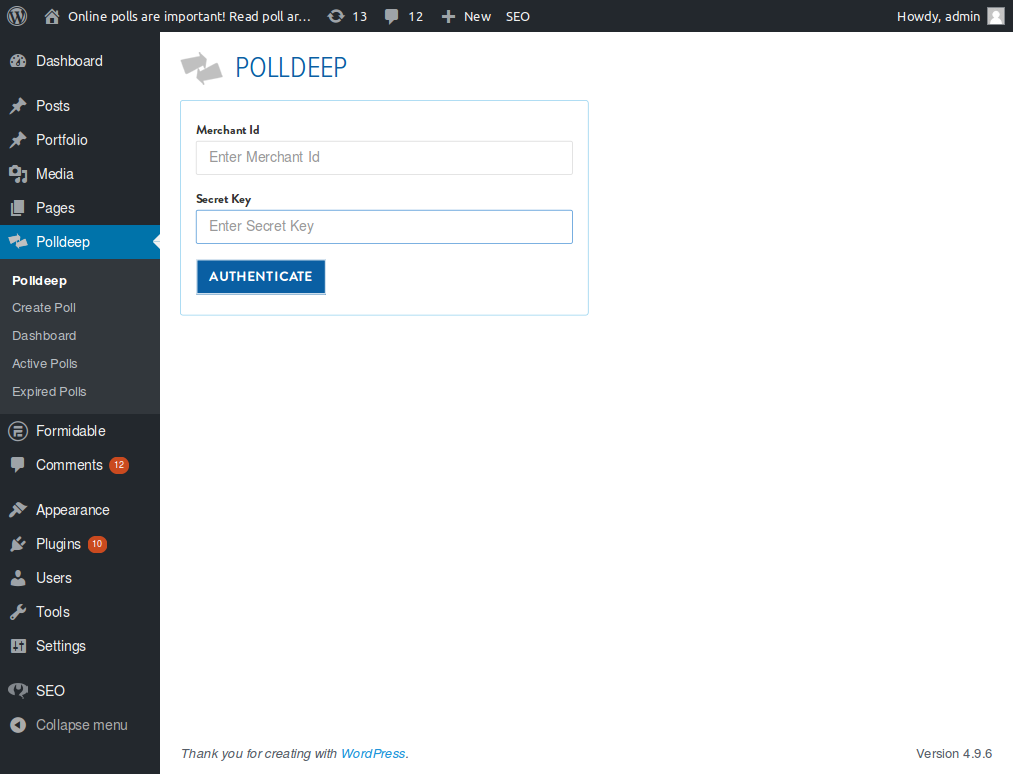 Online polls are important! Read poll ar... 13 12 New SEO Howdy, admin
Dashboard
Posts
Portfolio
Media
Pages
Polldeep
Polldeep
Create Poll
Dashboard
Active Polls
Expired Polls
Formidable
Comments 12
Appearance
Plugins 10
Users
Tools
Settings
SEO
Collapse menu
POLLDEEP
Merchant Id
Enter Merchant Id
Secret Key
Enter Secret Key
AUTHENTICATE
Thank you for creating with WordPress.
Version 4.9.6